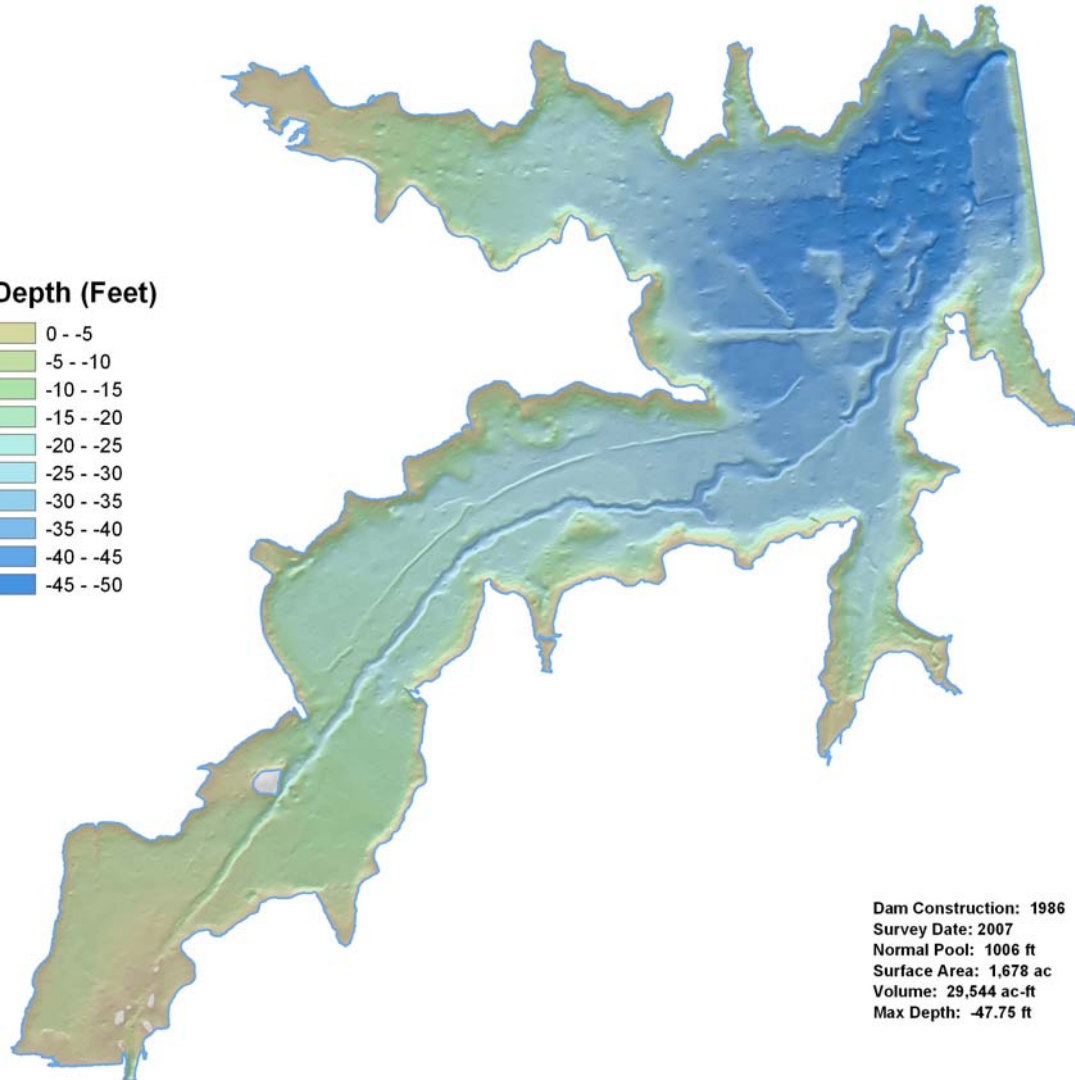 Depth (Feet)
0 - -5
-5 - -10
-10 - -15
-15 - -20
-20 - -25
-25 - -30
-30 - -35
-35 - -40
-40 - -45
-45 - -50
Dam Construction: 1986
Survey Date: 2007
Normal Pool: 1006 ft
Surface Area: 1,678 ac
Volume: 29,544 ac-ft
Max Depth: -47.75 ft